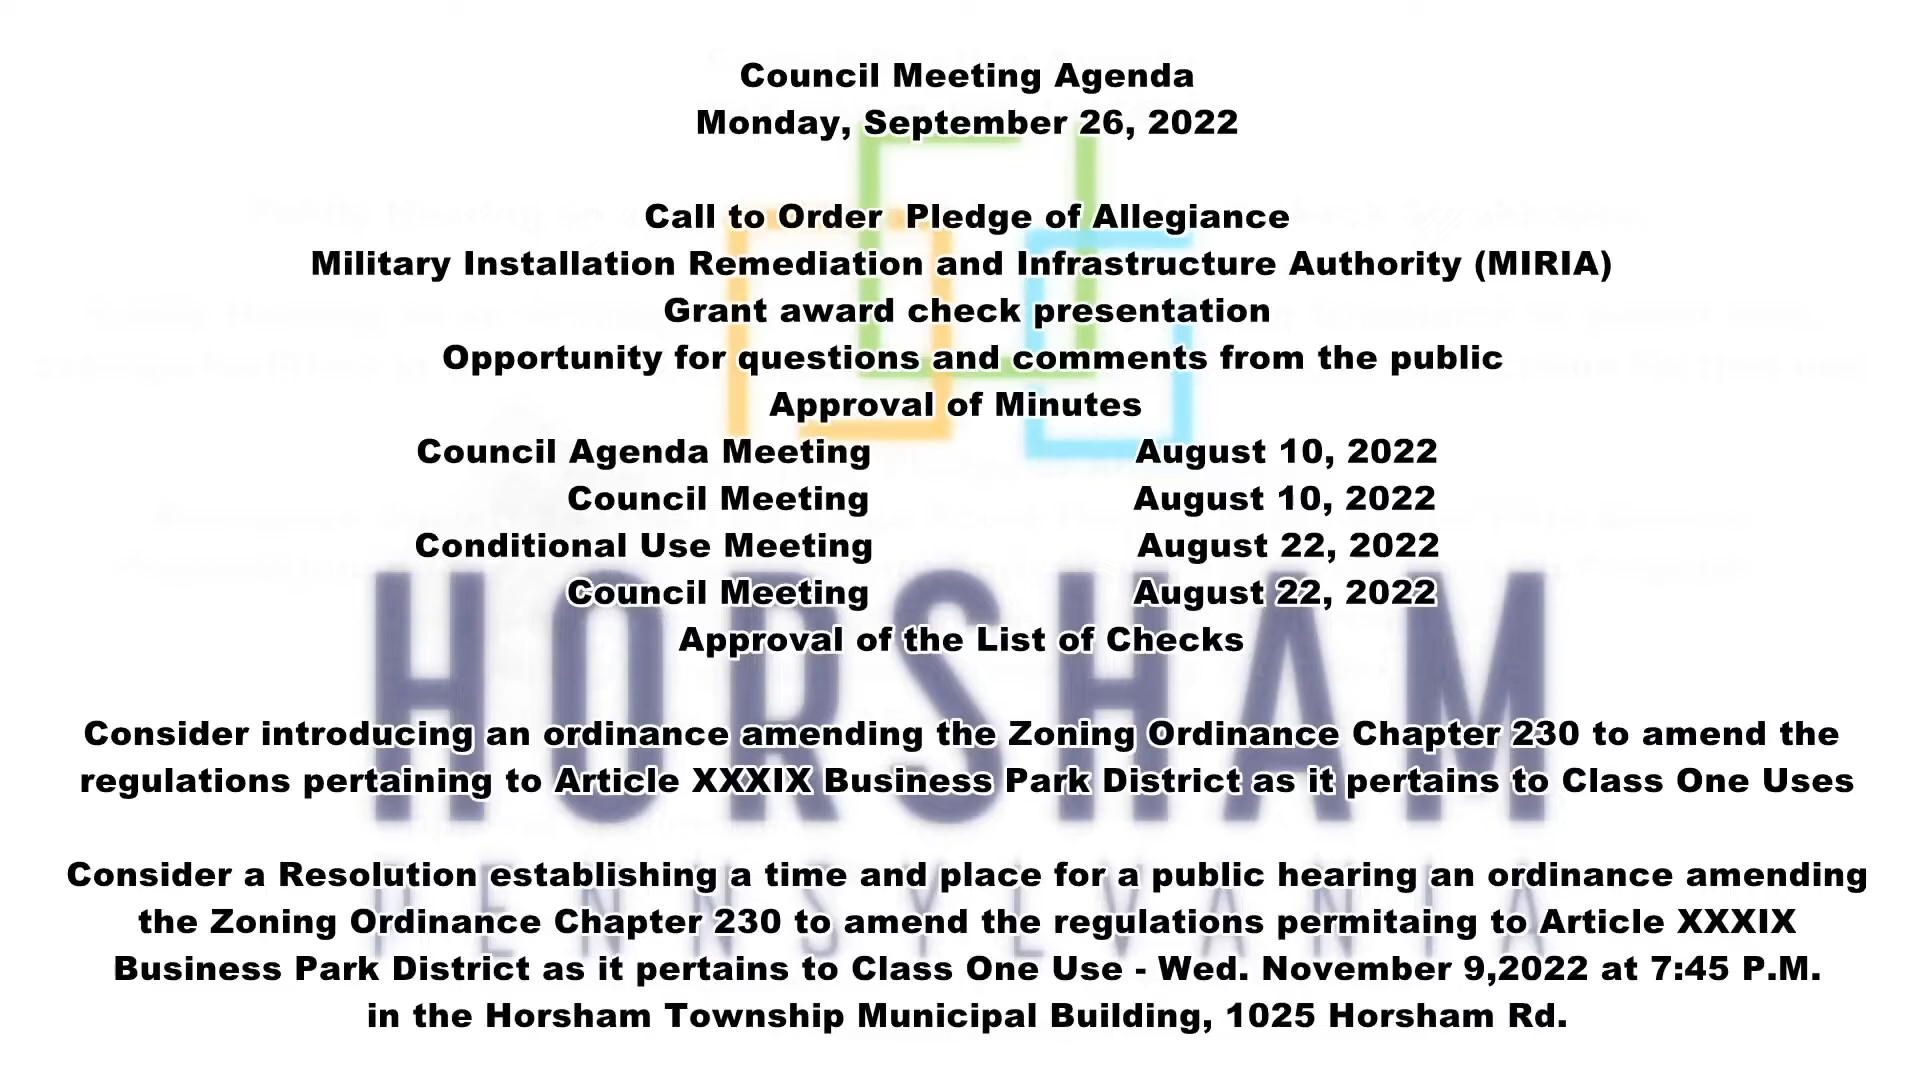 Council Meeting Agenda
Monday, September 26, 2022
Call to Order  Pledge of Allegiance
Military Installation Remediation and Infrastructure Authority (MIRIA)
Grant award check presentation
Opportunity for questions and comments from the public
Approval of Minutes
Council Agenda Meeting August 10, 2022
Council Meeting August 10, 2022
Conditional Use Meeting August 22, 2022
Council Meeting August 22, 2022
Approval of the List of Checks
HORSHAM
Consider introducing an ordinance amending the Zoning Ordinance Chapter 230 to amend the
regulations pertaining to Article XXXIX Business Park District as it pertains to Class One Uses
Consider a Resolution establishing a time and place for a public hearing an ordinance amending
the Zoning Ordinance Chapter 230 to amend the regulations permitaing to Article XXXIX
PENNSYLVANIA
Business Park District as it pertains to Class One Use - Wed. November 9,2022 at 7:45 P.M.
in the Horsham Township Municipal Building, 1025 Horsham Rd.